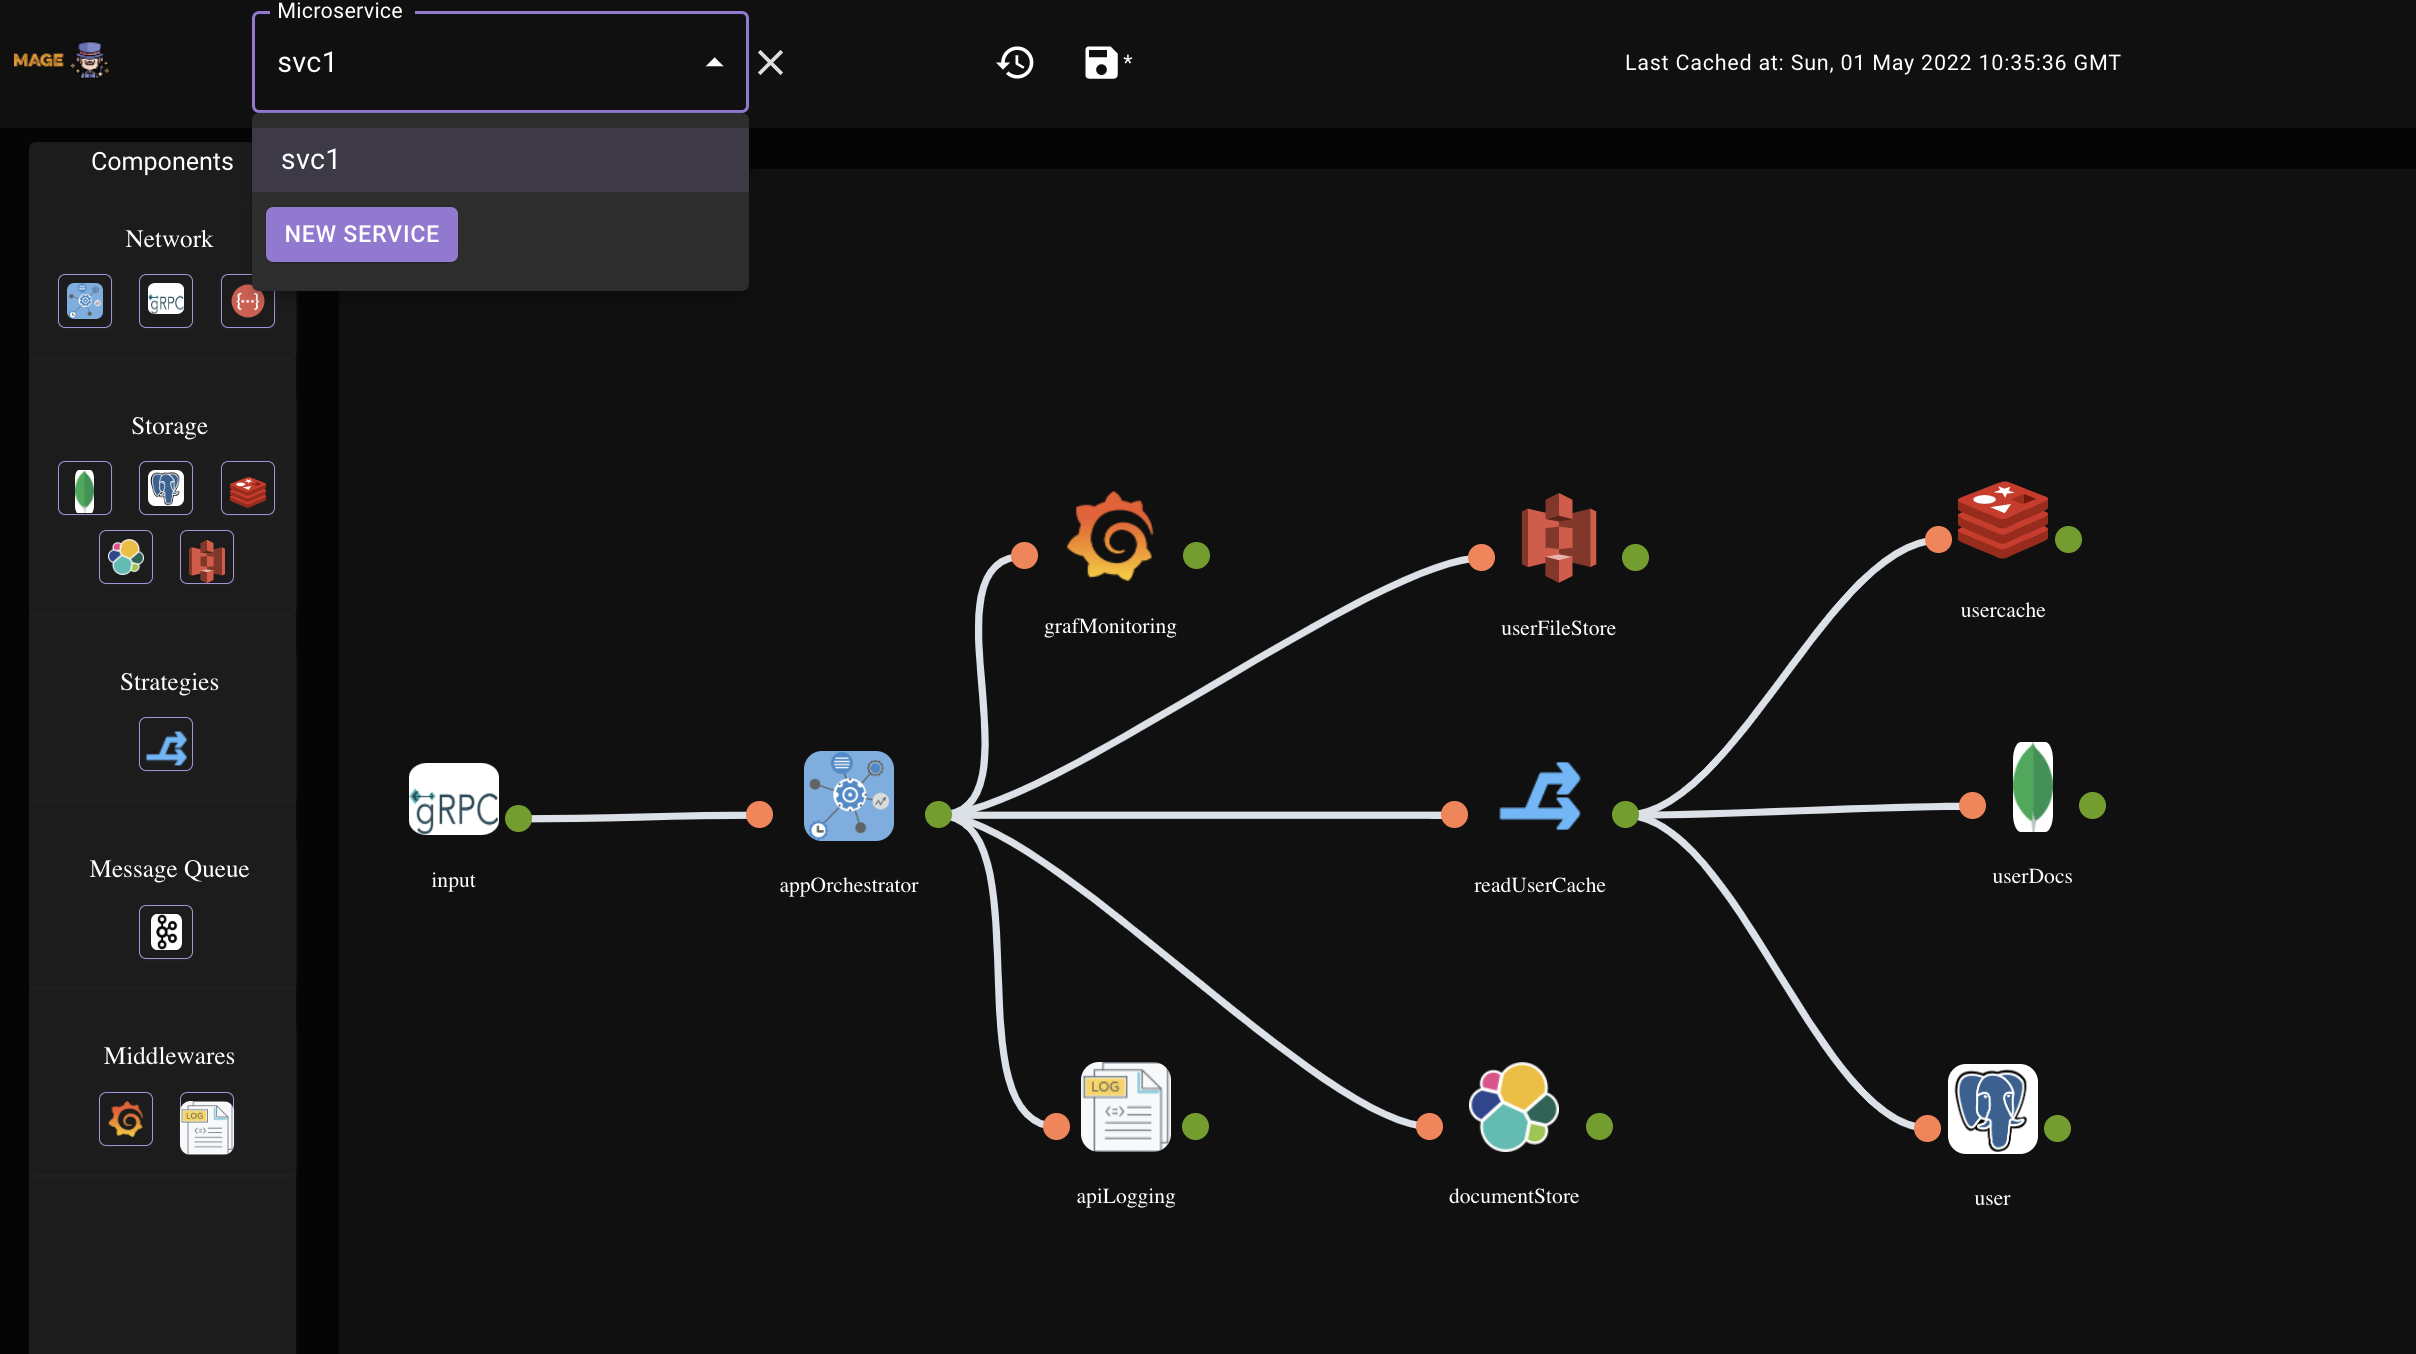 MAGE
Microservice
svc1
*
Last Cached at: Sun, 01 May 2022 10:35:36 GMT
svc1
NEW SERVICE
Components
Network
gRPC
{···}
Storage
Strategies
Message Queue
Middlewares
LOG
<=>
grafMonitoring
userFileStore
usercache
gRPC
input
appOrchestrator
readUserCache
userDocs
LOG
<=>
apiLogging
documentStore
user